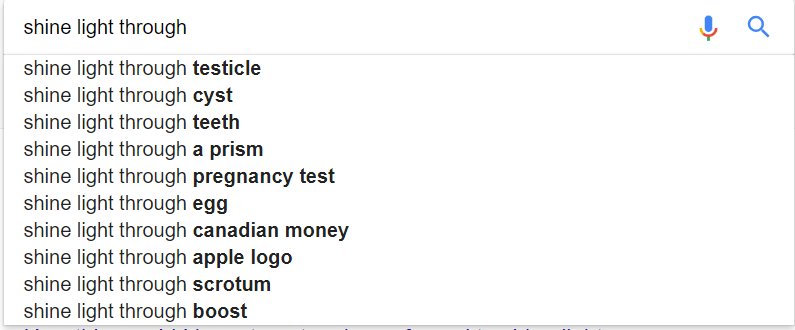 shine light through
shine light through testicle
shine light through cyst
shine light through teeth
shine light through a prism
shine light through pregnancy test
shine light through egg
shine light through canadian money
shine light through apple logo
shine light through scrotum
shine light through boost